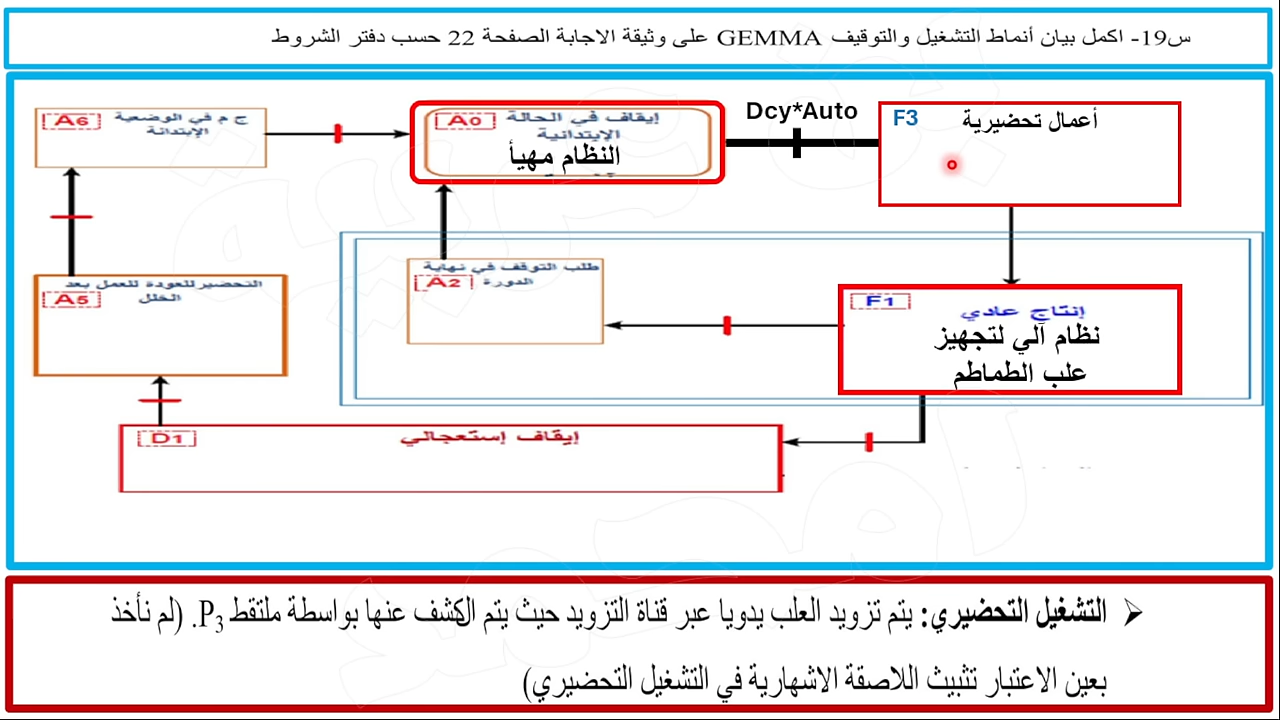 س19- اكمل بيان أنماط التشغيل والتوقيف GEMMA على وثيقة الاجابة الصفحة 22 حسب دفتر الشروط
A6 ج م في الوضعية
الإبتدائة
A0 إيقاف في الحالة
الإبتدائية
النظام مهيأ
Dcy*Auto
F3 أعمال تحضيرية
طلب التوقف في نهاية
A2 الدورة
التحضير للعودة للعمل بعد
A5 الخلل
F1
إنتاج عادي
نظام آلي لتجهيز
علب الطماطم
D1 إيقاف إستعجالي
➢ التشغيل التحضيري: يتم تزويد العلب يدويا عبر قناة التزويد حيث يتم الكشف عنها بواسطة ملتقط P3. (لم نأخذ
بعين الاعتبار تثبيث اللاصقة الاشهارية في التشغيل التحضيري)